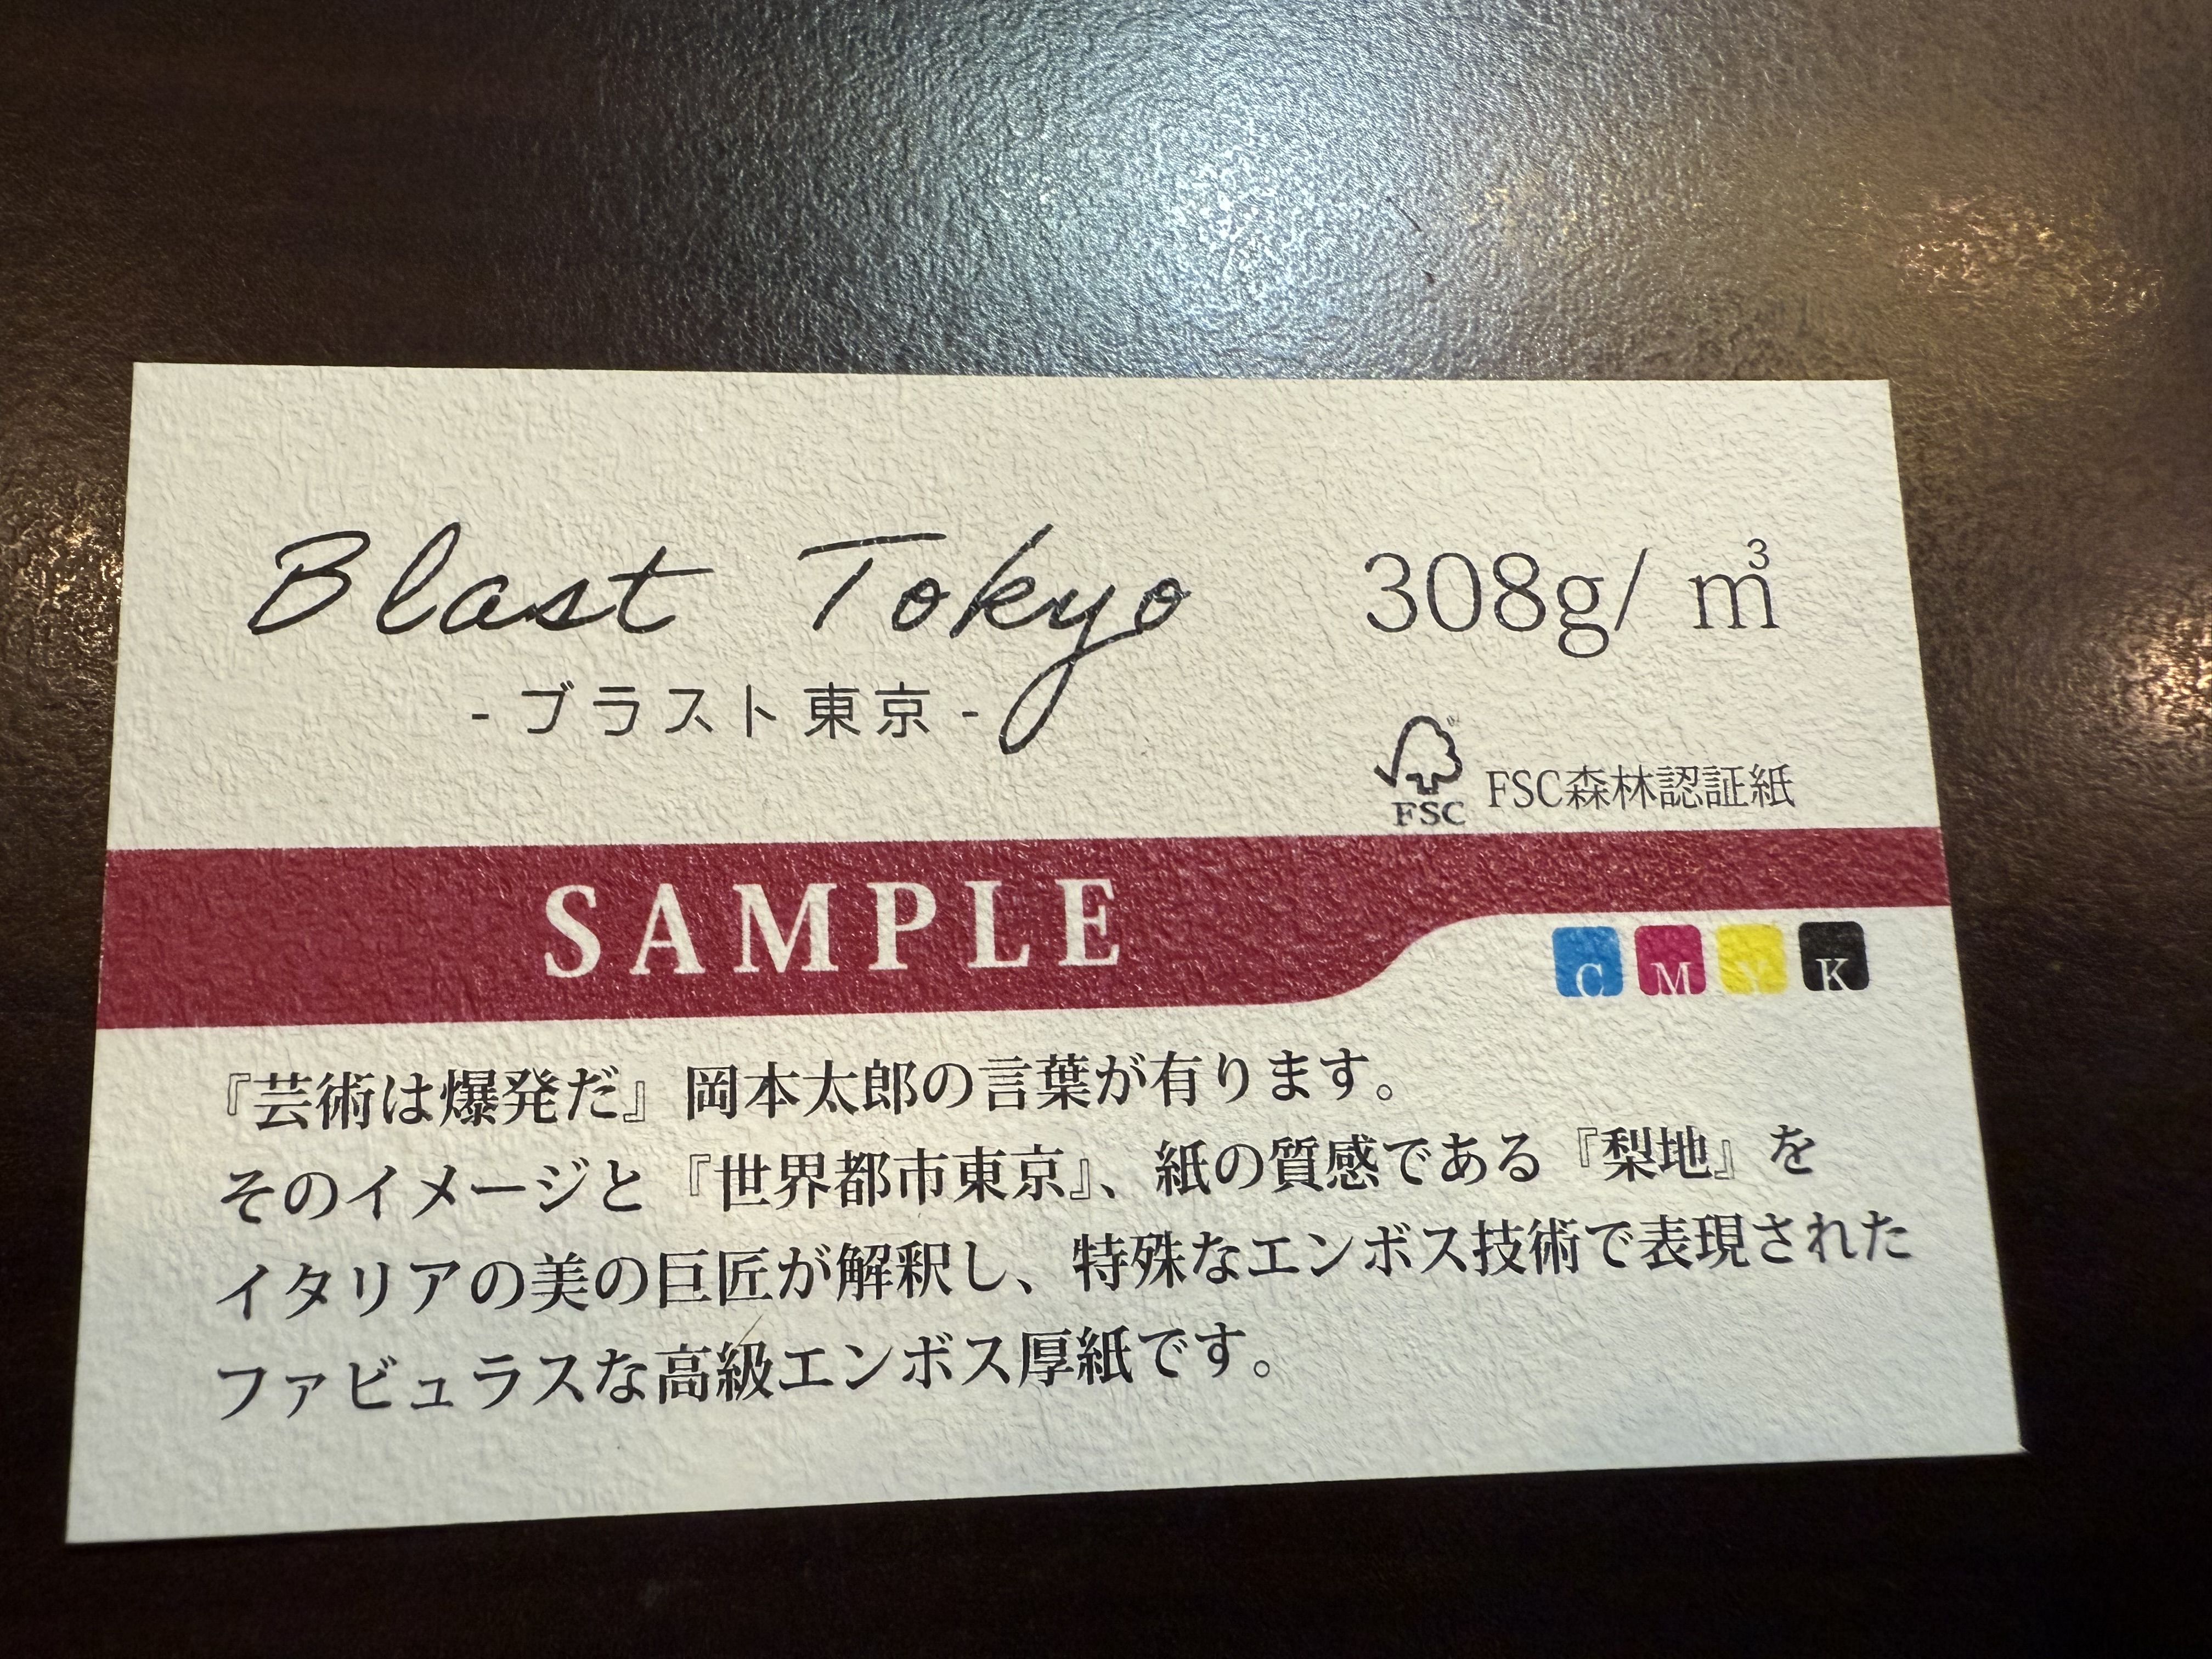 Blast Tokyo 308g/ ㎥
- ブラスト東京 -
FSC FSC森林認証紙
SAMPLE
C M Y K
『芸術は爆発だ』岡本太郎の言葉が有ります。
そのイメージと『世界都市東京』、紙の質感である『梨地』を
イタリアの美の巨匠が解釈し、特殊なエンボス技術で表現された
ファビュラスな高級エンボス厚紙です。